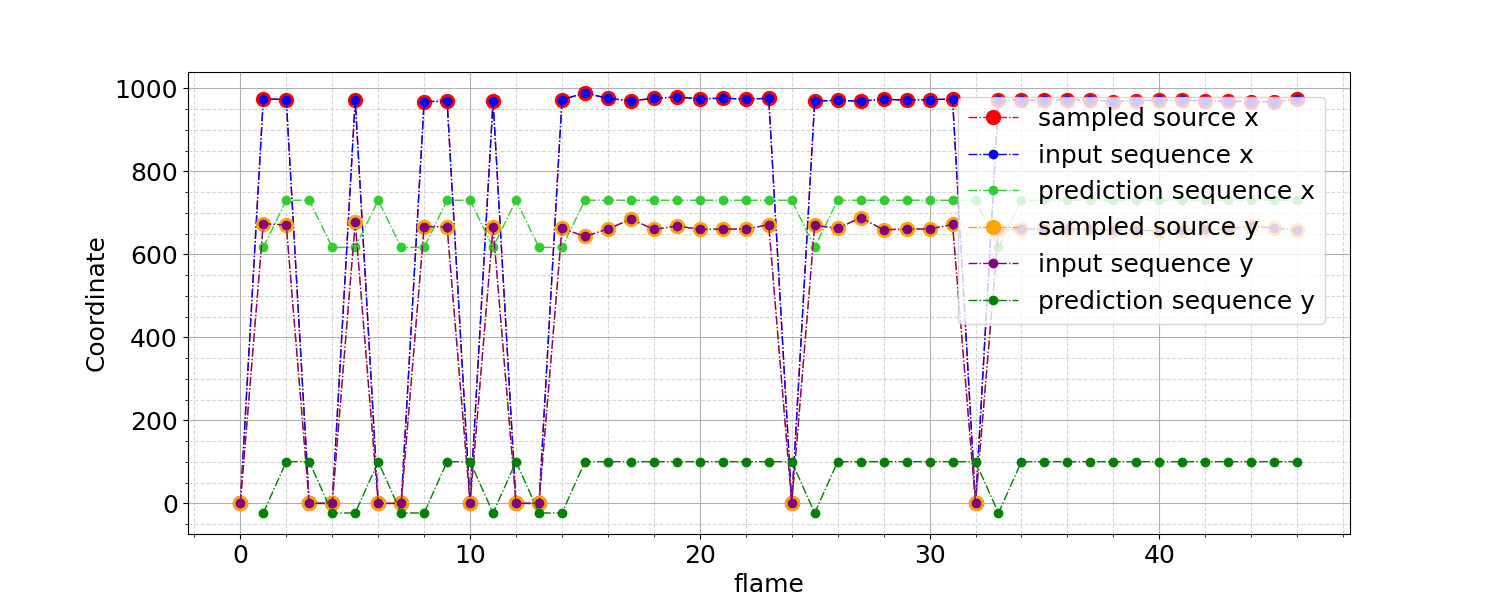 1000
800
600
400
200
0
Coordinate
sampled source x
input sequence x
prediction sequence x
sampled source y
input sequence y
prediction sequence y
0 10 20 30 40
flame